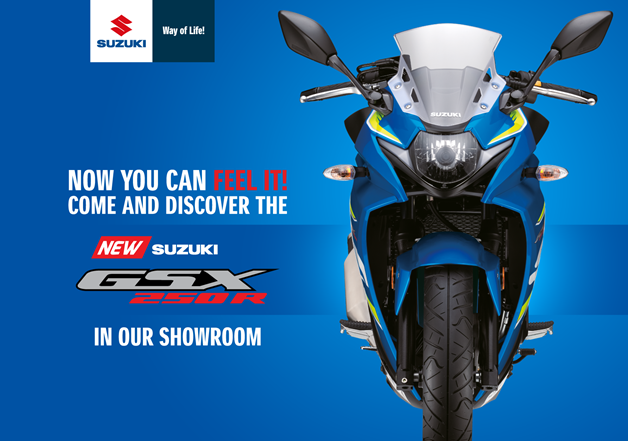 SUZUKI
Way of Life!
SUZUKI
NOW YOU CAN FEEL IT!
COME AND DISCOVER THE
NEW SUZUKI
GSX
250R
IN OUR SHOWROOM